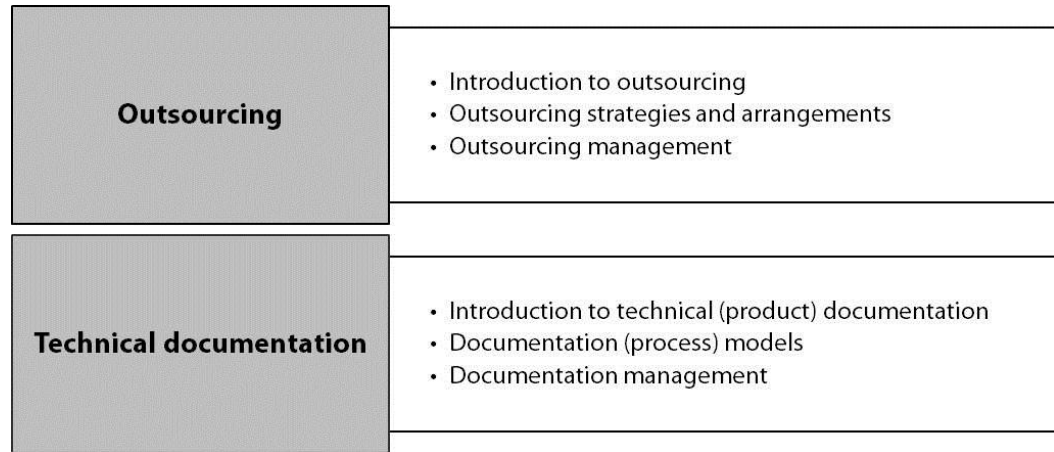 Outsourcing
• Introduction to outsourcing
• Outsourcing strategies and arrangements
• Outsourcing management
Technical documentation
• Introduction to technical (product) documentation
• Documentation (process) models
• Documentation management